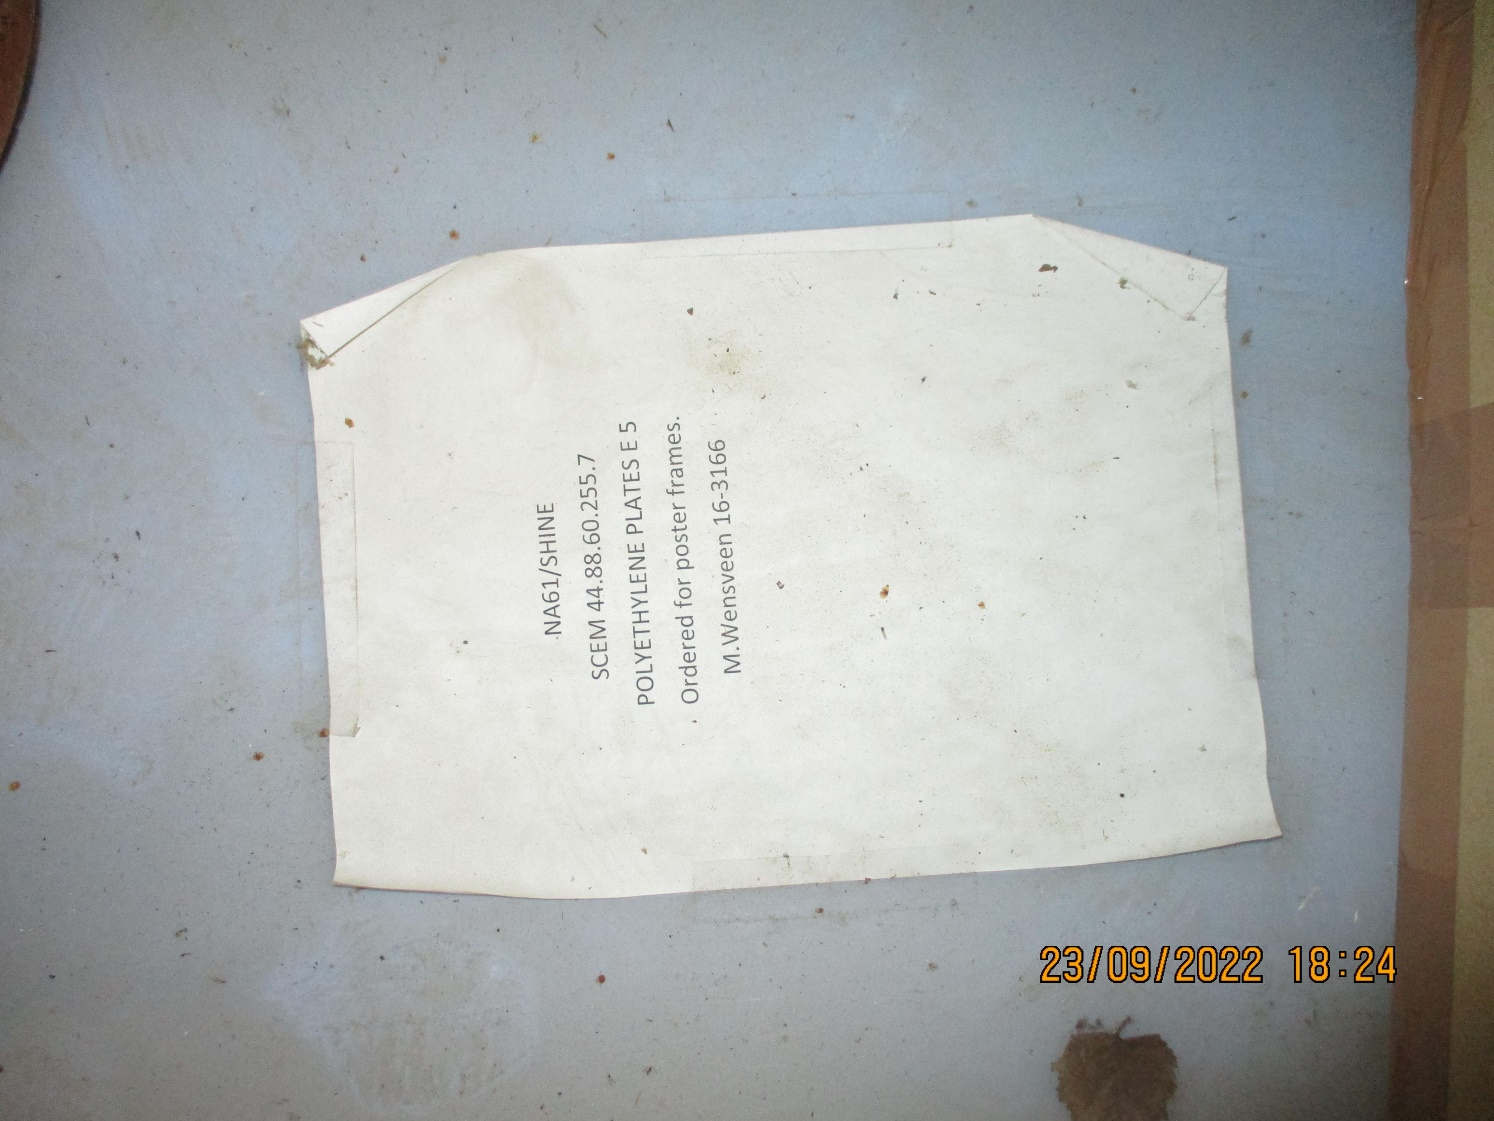 NA61/SHINE
SCEM 44.88.60.255.7
POLYETHYLENE PLATES E 5
Ordered for poster frames.
M.Wensveen 16-3166
23/09/2022 18:24